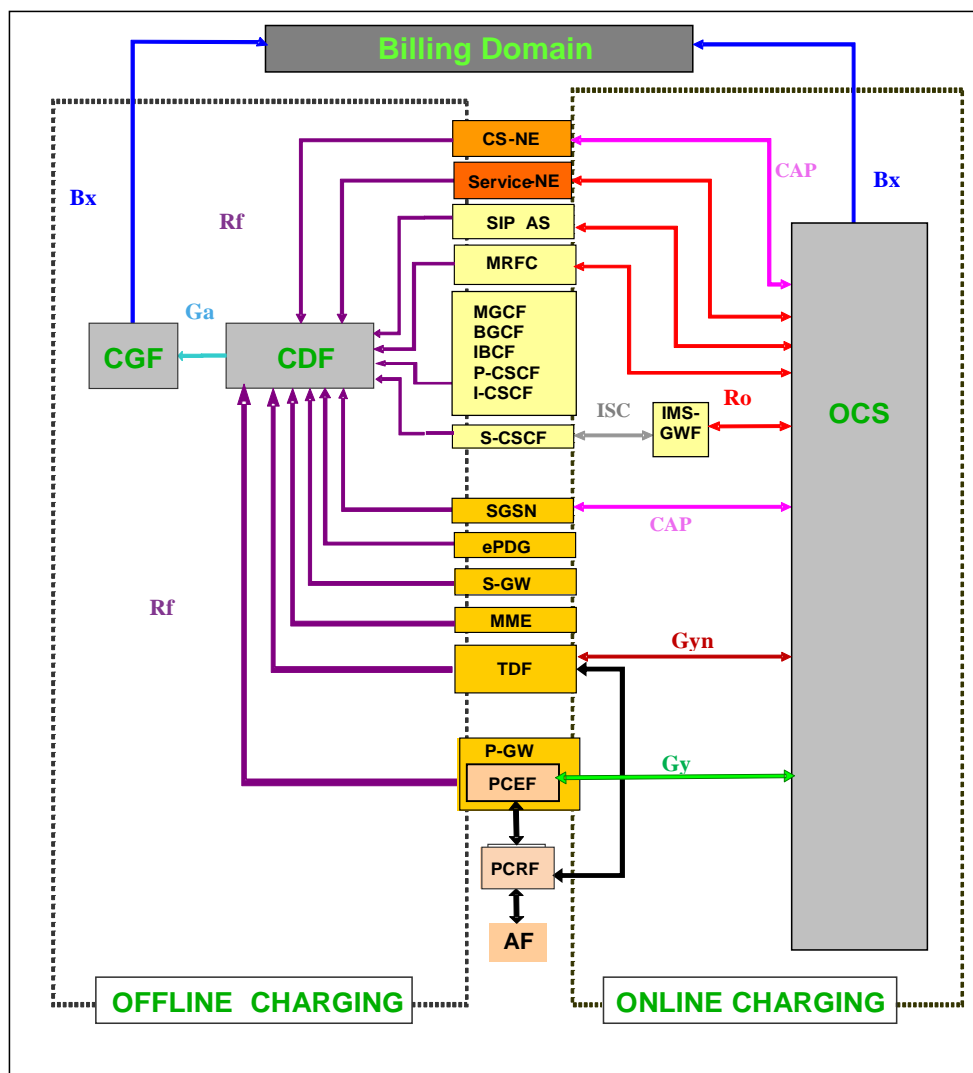 Billing Domain
CS-NE
CAP
Service-NE
Bx
Bx
Rf
SIP AS
MRFC
Ga
MGCF
BGCF
IBCF
P-CSCF
I-CSCF
CGF
CDF
OCS
ISC
IMS-
GWF
Ro
S-CSCF
SGSN
CAP
ePDG
S-GW
Rf
MME
Gyn
TDF
P-GW
Gy
PCEF
PCRF
AF
OFFLINE CHARGING
ONLINE CHARGING